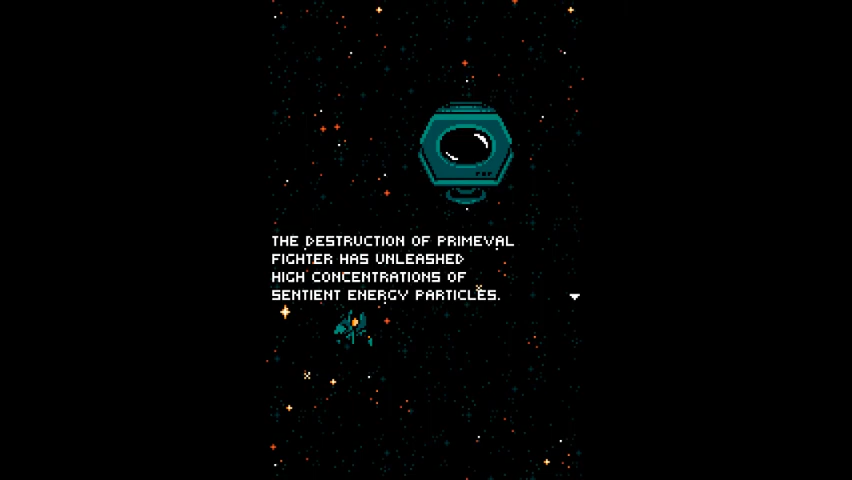 THE DESTRUCTION OF PRIMEVAL
FIGHTER HAS UNLEASHED
HIGH CONCENTRATIONS OF
SENTIENT ENERGY PARTICLES.